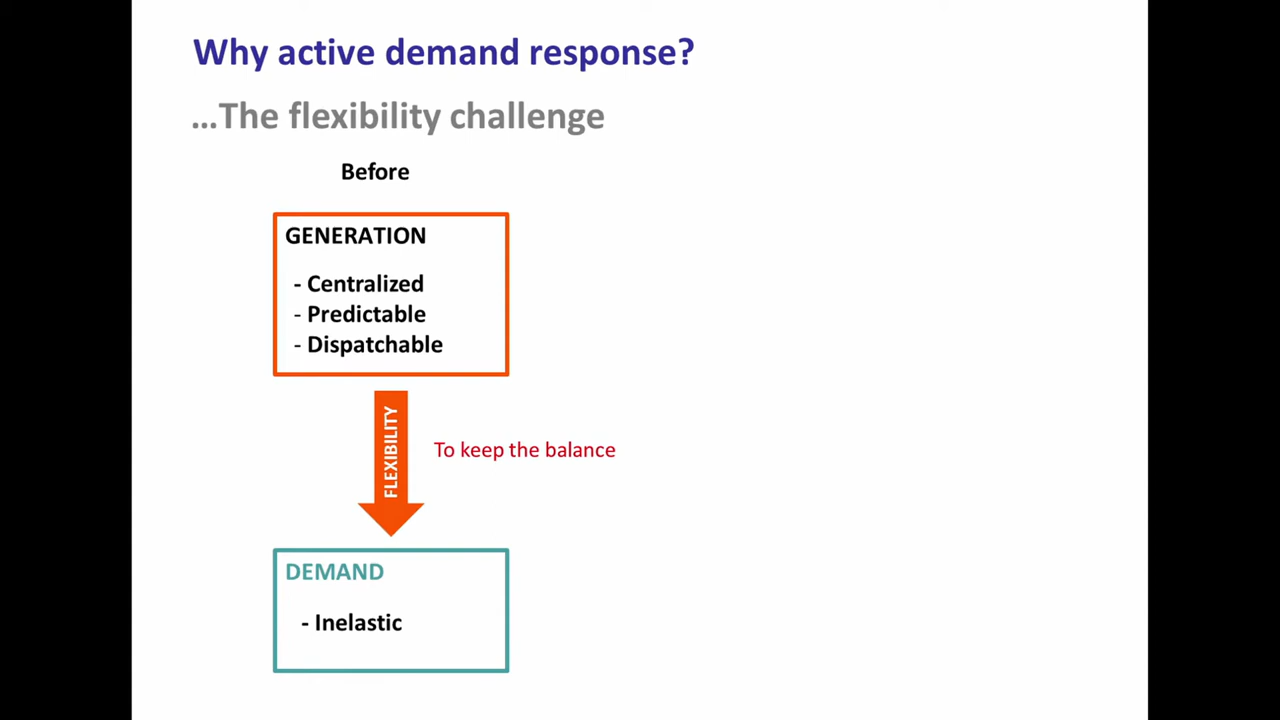 Why active demand response?
…The flexibility challenge
Before
GENERATION
- Centralized
- Predictable
- Dispatchable
FLEXIBILITY
To keep the balance
DEMAND
- Inelastic